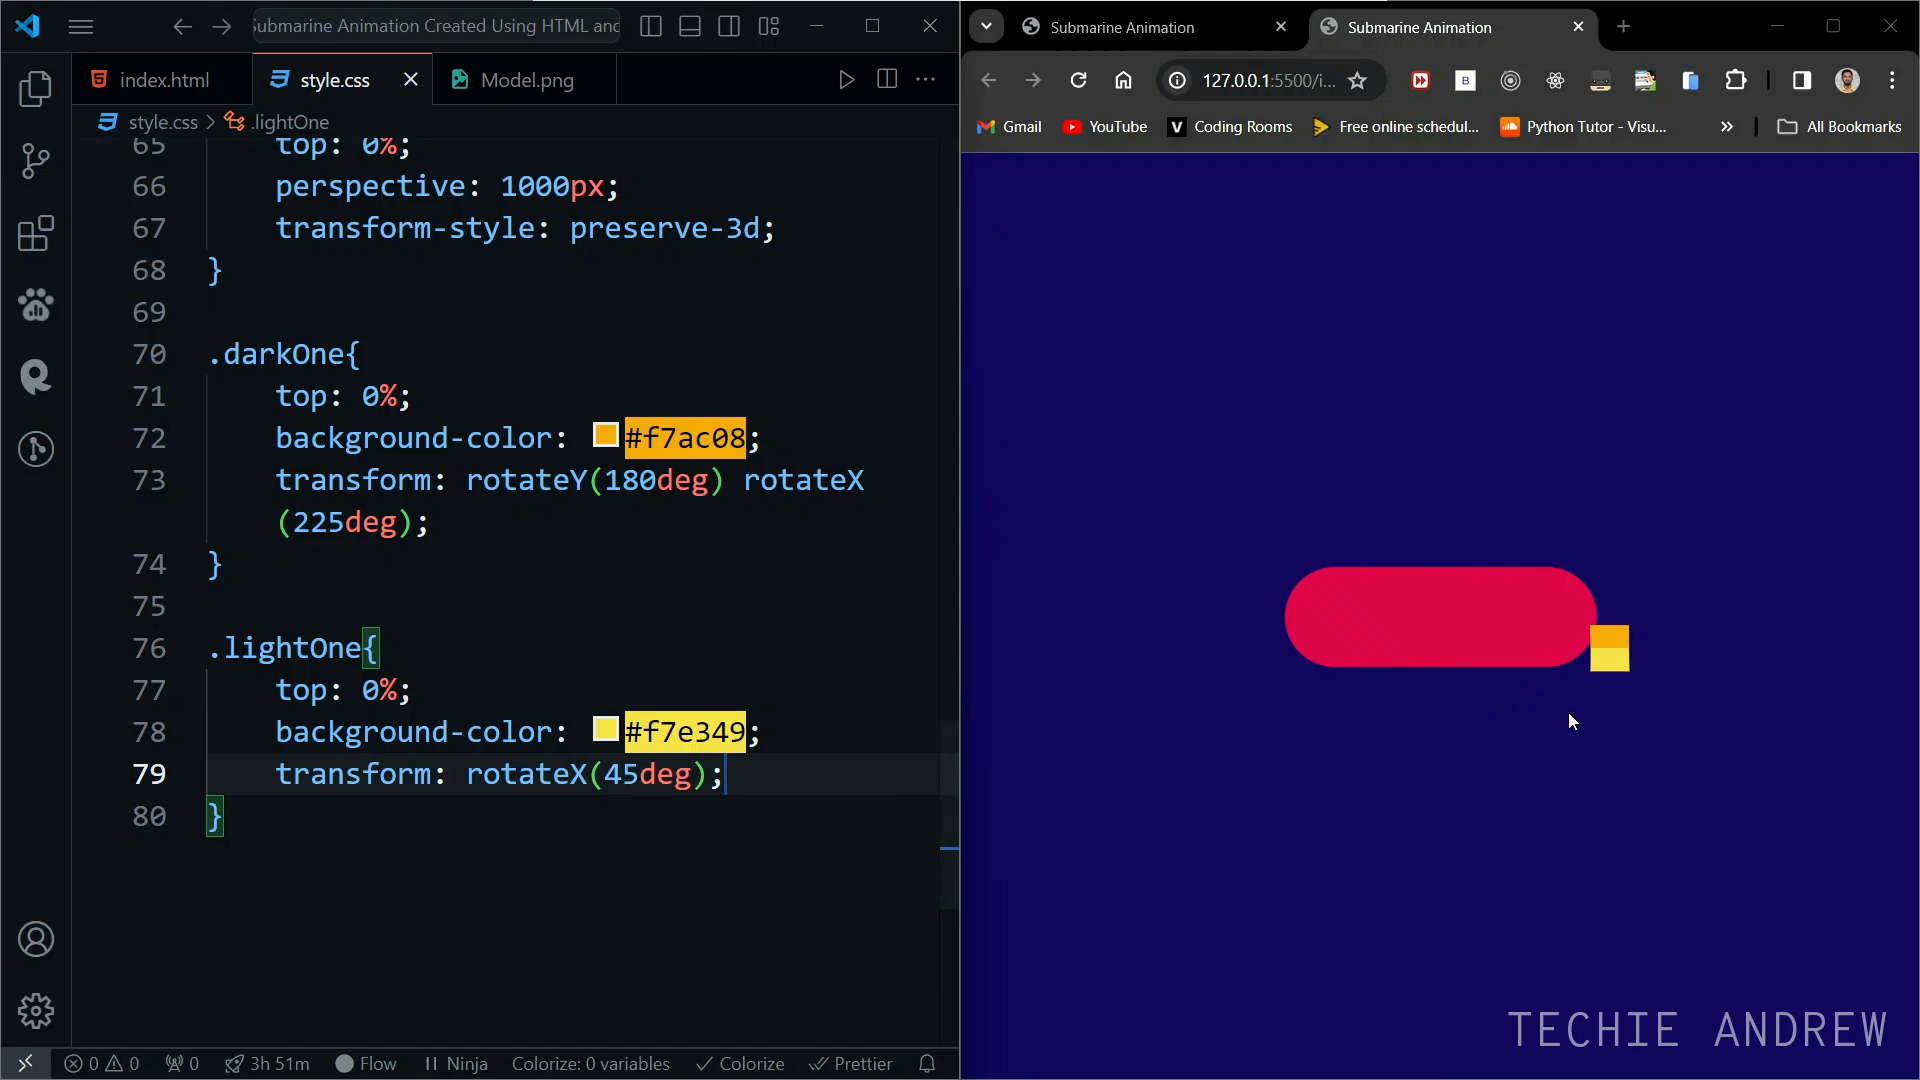 Submarine Animation Created Using HTML and
index.html
style.css
Model.png
style.css > .lightOne
65 top: 0%;
66 perspective: 1000px;
67 transform-style: preserve-3d;
68 }
69
70 .darkOne{
71 top: 0%;
72 background-color: #f7ac08;
73 transform: rotateY(180deg) rotateX
(225deg);
74 }
75
76 .lightOne{
77 top: 0%;
78 background-color: #f7e349;
79 transform: rotateX(45deg);
80 }
0 0 0 3h 51m Flow Ninja Colorize: 0 variables Colorize Prettier
Submarine Animation
Submarine Animation
127.0.0.1:5500/i...
Gmail YouTube Coding Rooms Free online schedul... Python Tutor - Visu... » All Bookmarks
TECHIE ANDREW